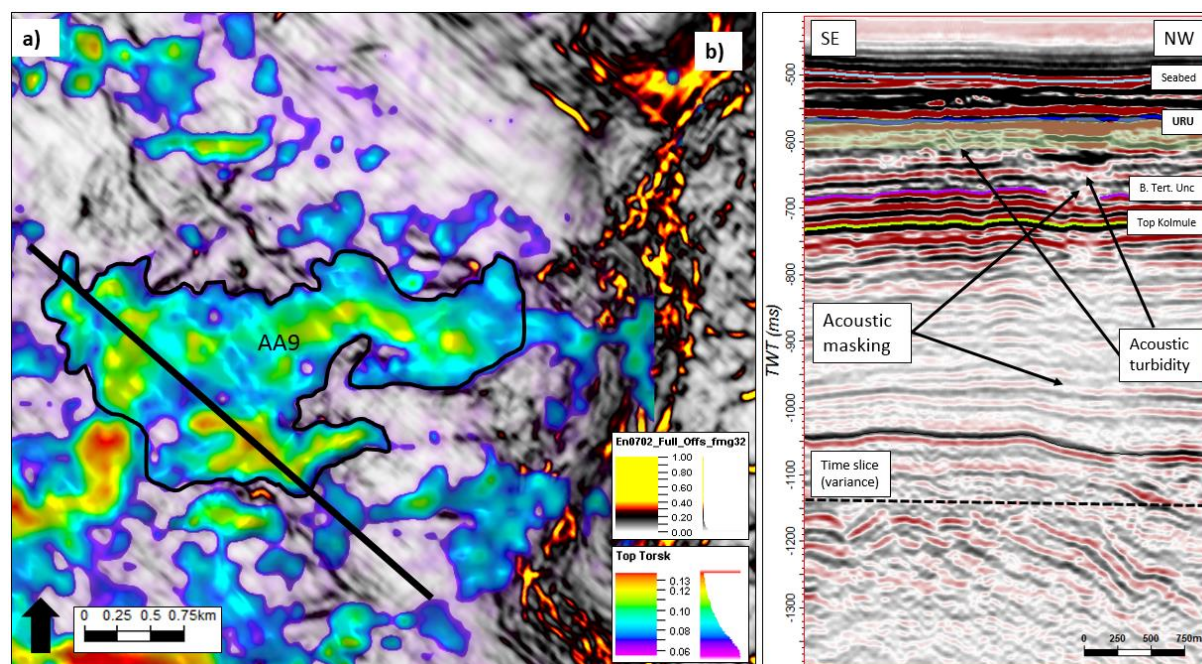 a)
b)
AA9
En0702_Full_Offs_fmg32
1.00
0.80
0.60
0.40
0.20
0.00
Top Torsk
0.13
0.11
0.10
0.08
0.06
0 0.25 0.5 0.75km
SE
NW
TWT (ms)
-500
-600
-700
-800
-900
-1000
-1100
-1200
-1300
Seabed
URU
B. Tert. Unc
Top Kolmule
Acoustic
masking
Acoustic
turbidity
Time slice
(variance)
0 250 500 750m